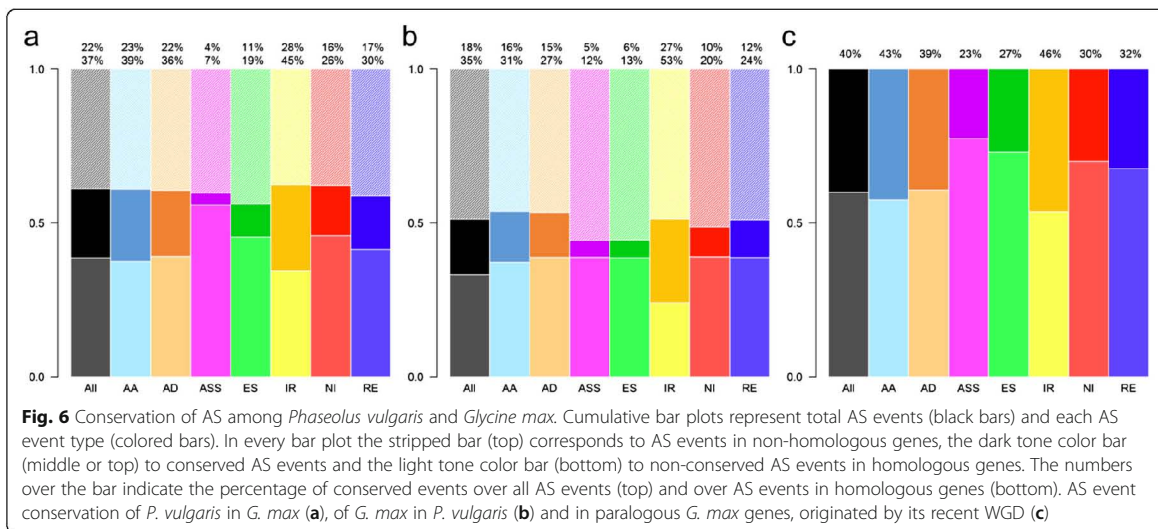 a
22% 23% 22% 4% 11% 28% 16% 17%
37% 39% 36% 7% 19% 45% 26% 30%
1.0
0.5
0.0
All AA AD ASS ES IR NI RE
b
18% 16% 15% 5% 6% 27% 10% 12%
35% 31% 27% 12% 13% 53% 20% 24%
1.0
0.5
0.0
All AA AD ASS ES IR NI RE
c
40% 43% 39% 23% 27% 46% 30% 32%
1.0
0.5
0.0
All AA AD ASS ES IR NI RE
Fig. 6 Conservation of AS among Phaseolus vulgaris and Glycine max. Cumulative bar plots represent total AS events (black bars) and each AS
event type (colored bars). In every bar plot the stripped bar (top) corresponds to AS events in non-homologous genes, the dark tone color bar
(middle or top) to conserved AS events and the light tone color bar (bottom) to non-conserved AS events in homologous genes. The numbers
over the bar indicate the percentage of conserved events over all AS events (top) and over AS events in homologous genes (bottom). AS event
conservation of P. vulgaris in G. max (a), of G. max in P. vulgaris (b) and in paralogous G. max genes, originated by its recent WGD (c)